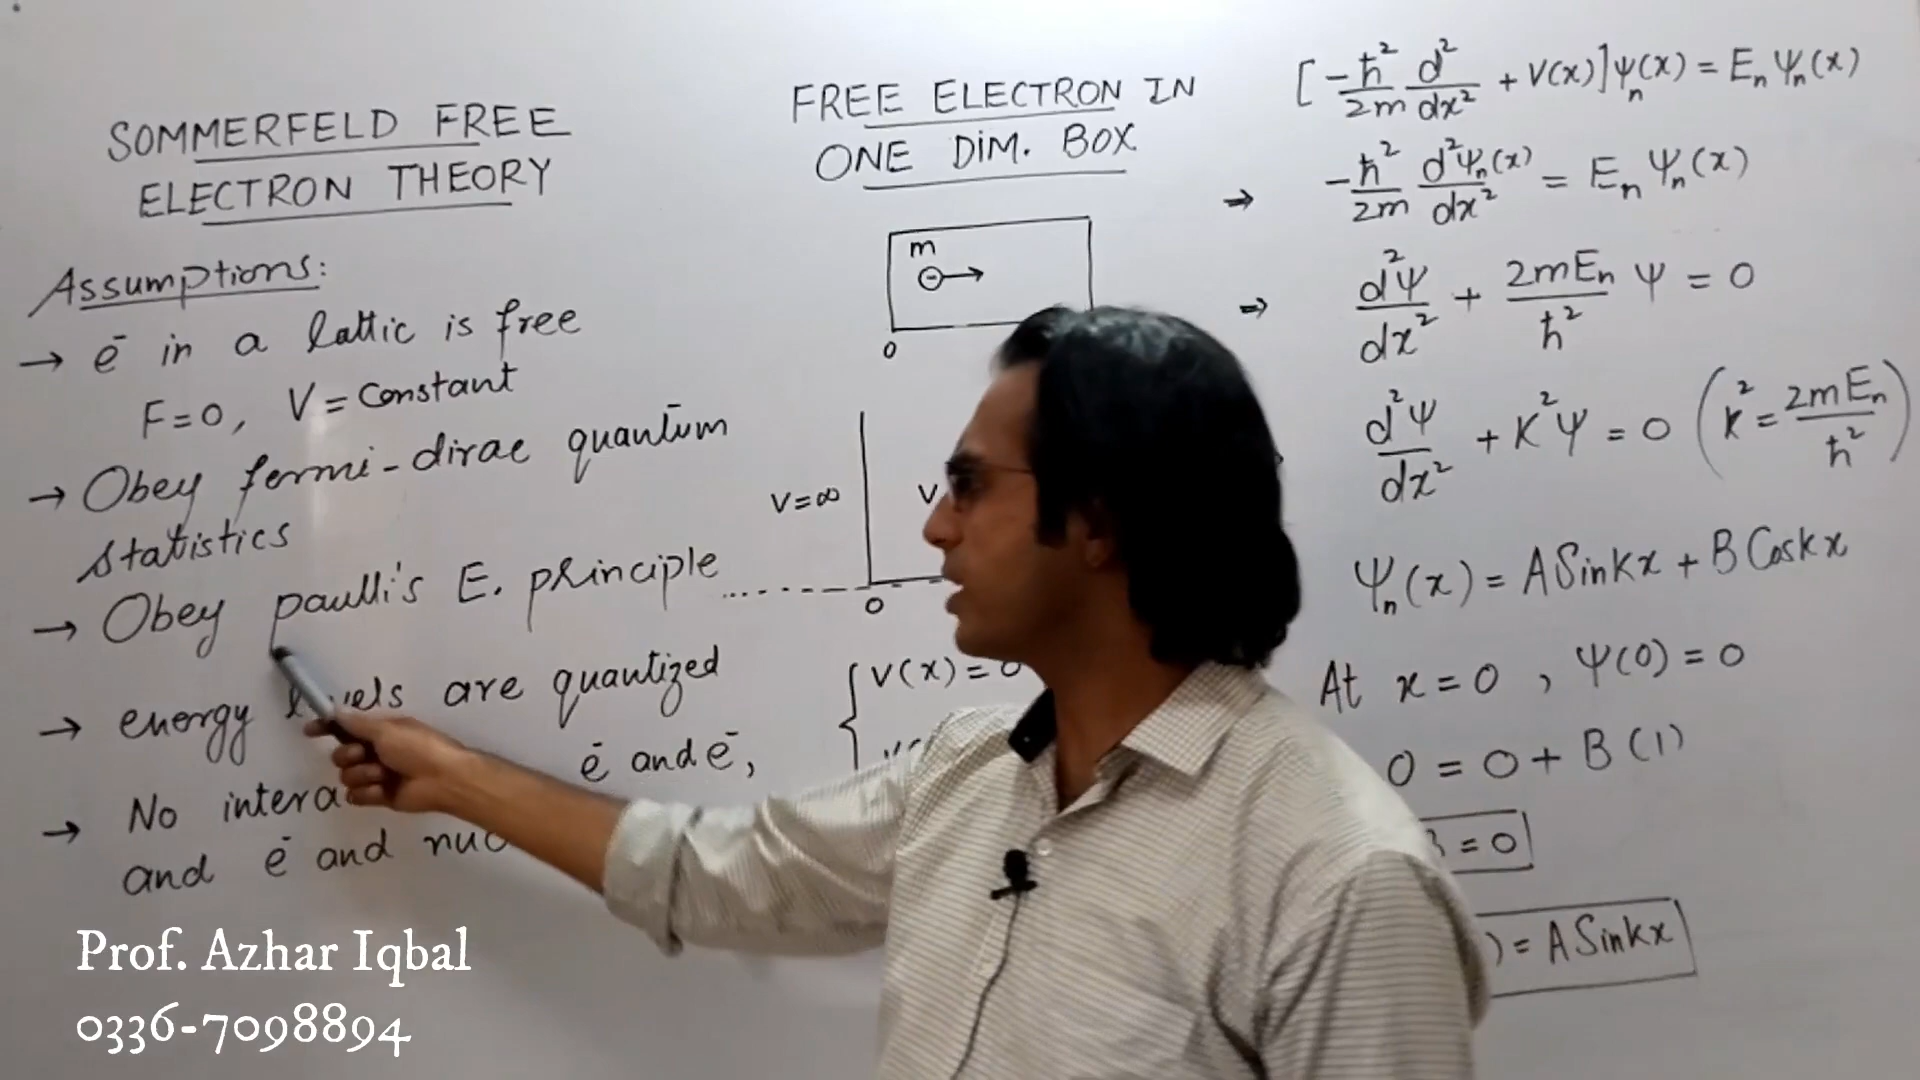 SOMMERFELD FREE
ELECTRON THEORY
Assumptions:
→ e⁻ in a lattic is free
F=0, V=Constant
→ Obey fermi-dirac quantum
statistics
→ Obey paulli's E. principle
→ energy are quantized
→ No e⁻ and e⁻,
and e⁻ and
FREE ELECTRON IN
ONE DIM. BOX
m
0
V=∞
V
0
V(x)=0
[-ħ²/2m d²/dx² + V(x)]Ψn(x) = EnΨn(x)
⇒ -ħ²/2m d²Ψn(x)/dx² = EnΨn(x)
⇒ d²Ψ/dx² + 2mEn/ħ² Ψ = 0
d²Ψ/dx² + K²Ψ = 0 (K² = 2mEn/ħ²)
Ψn(x) = ASinkx + BCoskx
At x=0, Ψ(0)=0
0 = 0 + B(1)
=0
) = ASinkx
Prof. Azhar Iqbal
0336-7098894